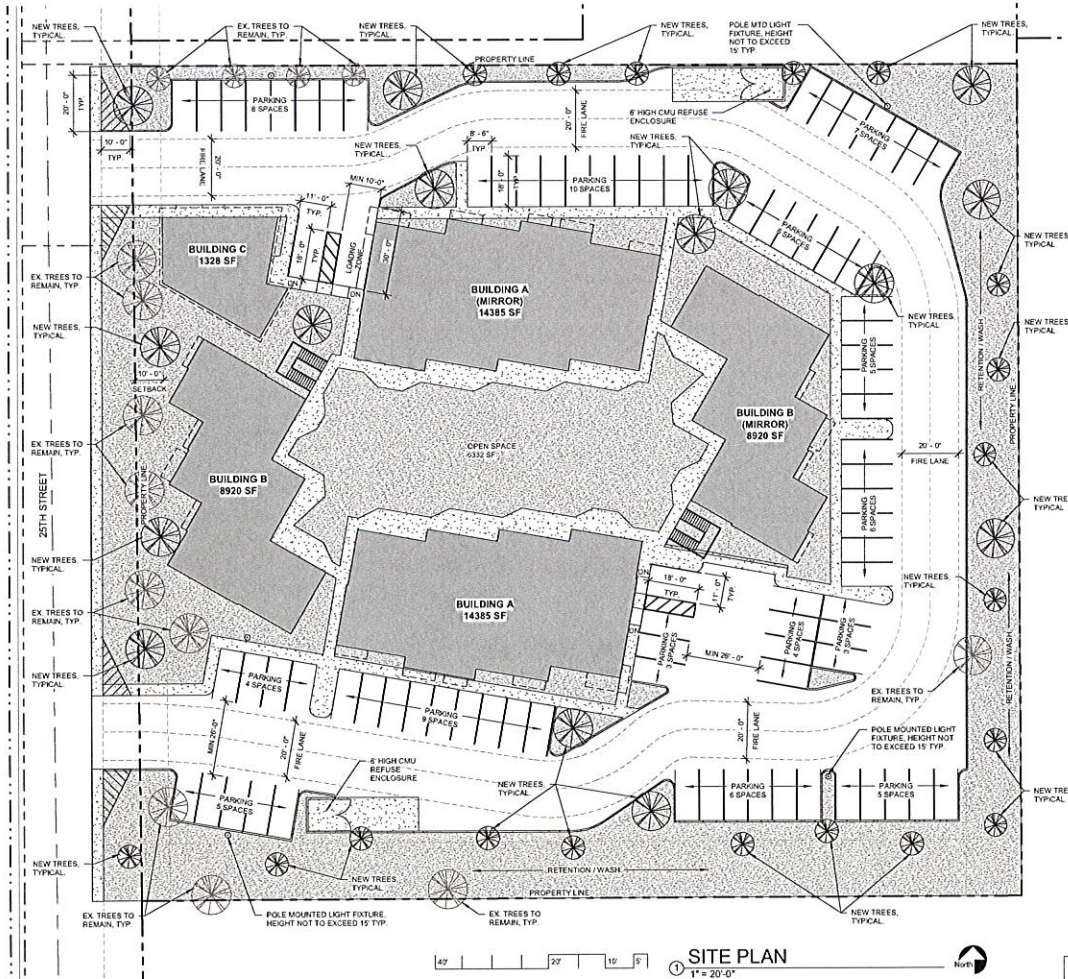 NEW TREES,
TYPICAL.
EX. TREES TO
REMAIN, TYP.
NEW TREES,
TYPICAL.
NEW TREES,
TYPICAL.
POLE MTD LIGHT
FIXTURE, HEIGHT
NOT TO EXCEED
15' TYP.
NEW TREES,
TYPICAL.
PROPERTY LINE
20' - 0"
TYP.
PARKING
8 SPACES
20' - 0"
FIRE LANE
6' HIGH CMU REFUSE
ENCLOSURE
PARKING
7 SPACES
10' - 0"
TYP.
20' - 0"
FIRE LANE
NEW TREES,
TYPICAL.
8' - 6"
TYP.
NEW TREES,
TYPICAL.
MIN 10'-0"
18' - 0"
TYP.
PARKING
10 SPACES
PARKING
5 SPACES
11' - 0"
TYP.
18' - 0"
TYP.
LOADING
ZONE
30' - 0"
DN
DN
BUILDING C
1328 SF
BUILDING A
(MIRROR)
14385 SF
NEW TREES
TYPICAL
EX. TREES TO
REMAIN, TYP.
NEW TREES,
TYPICAL.
NEW TREES
TYPICAL.
NEW TREES,
TYPICAL.
10' - 0"
SETBACK
PARKING
5 SPACES
RETENTION / WASH
PROPERTY LINE
BUILDING B
(MIRROR)
8920 SF
EX. TREES TO
REMAIN, TYP.
OPEN SPACE
6332 SF
20' - 0"
FIRE LANE
BUILDING B
8920 SF
PROPERTY LINE
25TH STREET
PARKING
6 SPACES
NEW TRE
TYPICAL
NEW TREES,
TYPICAL.
DN
18' - 0"
TYP.
11' - 0"
TYP.
NEW TREES,
TYPICAL.
EX. TREES TO
REMAIN, TYP.
BUILDING A
14385 SF
DN
PARKING
3 SPACES
MIN 26'-0"
PARKING
4 SPACES
PARKING
3 SPACES
RETENTION / WASH
NEW TREES,
TYPICAL.
PARKING
4 SPACES
PARKING
9 SPACES
EX. TREES TO
REMAIN, TYP.
MIN 26'-0"
20' - 0"
FIRE LANE
20' - 0"
FIRE LANE
POLE MOUNTED LIGHT
FIXTURE, HEIGHT NOT
TO EXCEED 15' TYP.
6' HIGH CMU
REFUSE
ENCLOSURE
PARKING
5 SPACES
NEW TREES,
TYPICAL.
PARKING
6 SPACES
PARKING
5 SPACES
NEW TRE
TYPICAL
NEW TREES,
TYPICAL.
NEW TREES,
TYPICAL.
RETENTION / WASH
PROPERTY LINE
EX. TREES TO
REMAIN, TYP.
POLE MOUNTED LIGHT FIXTURE,
HEIGHT NOT TO EXCEED 15' TYP.
EX. TREES TO
REMAIN, TYP.
NEW TREES,
TYPICAL.
40'
20'
10'
5'
1
SITE PLAN
1" = 20'-0"
North